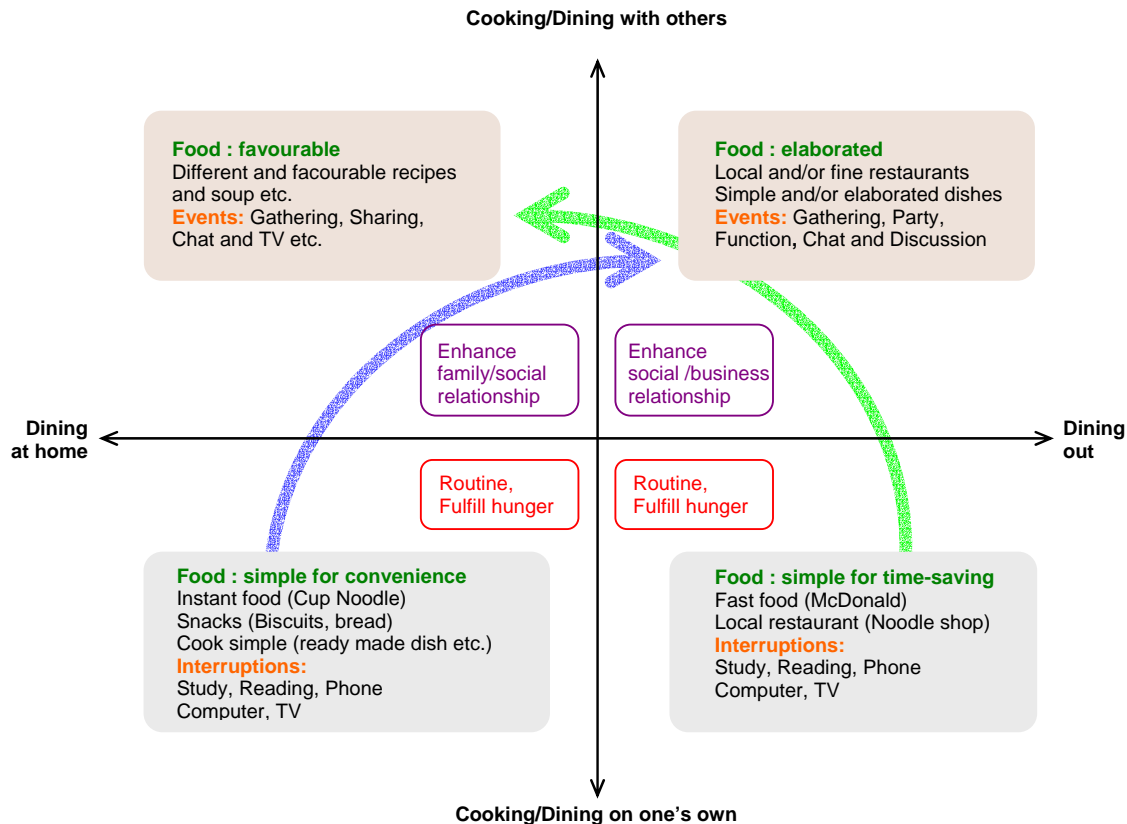 Cooking/Dining with others
Food : favourable
Different and facourable recipes
and soup etc.
Events: Gathering, Sharing,
Chat and TV etc.
Food : elaborated
Local and/or fine restaurants
Simple and/or elaborated dishes
Events: Gathering, Party,
Function, Chat and Discussion
Enhance
family/social
relationship
Enhance
social /business
relationship
Dining
at home
Dining
out
Routine,
Fulfill hunger
Routine,
Fulfill hunger
Food : simple for convenience
Instant food (Cup Noodle)
Snacks (Biscuits, bread)
Cook simple (ready made dish etc.)
Interruptions:
Study, Reading, Phone
Computer, TV
Food : simple for time-saving
Fast food (McDonald)
Local restaurant (Noodle shop)
Interruptions:
Study, Reading, Phone
Computer, TV
Cooking/Dining on one's own